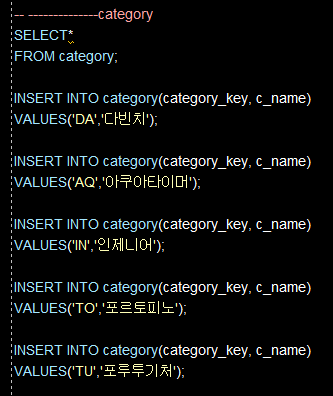 -- --------------category
SELECT*
FROM category;
INSERT INTO category(category_key, c_name)
VALUES('DA','다빈치');
INSERT INTO category(category_key, c_name)
VALUES('AQ','아쿠아타이머');
INSERT INTO category(category_key, c_name)
VALUES('IN','인제니어');
INSERT INTO category(category_key, c_name)
VALUES('TO','포르토피노');
INSERT INTO category(category_key, c_name)
VALUES('TU','포루투기처');